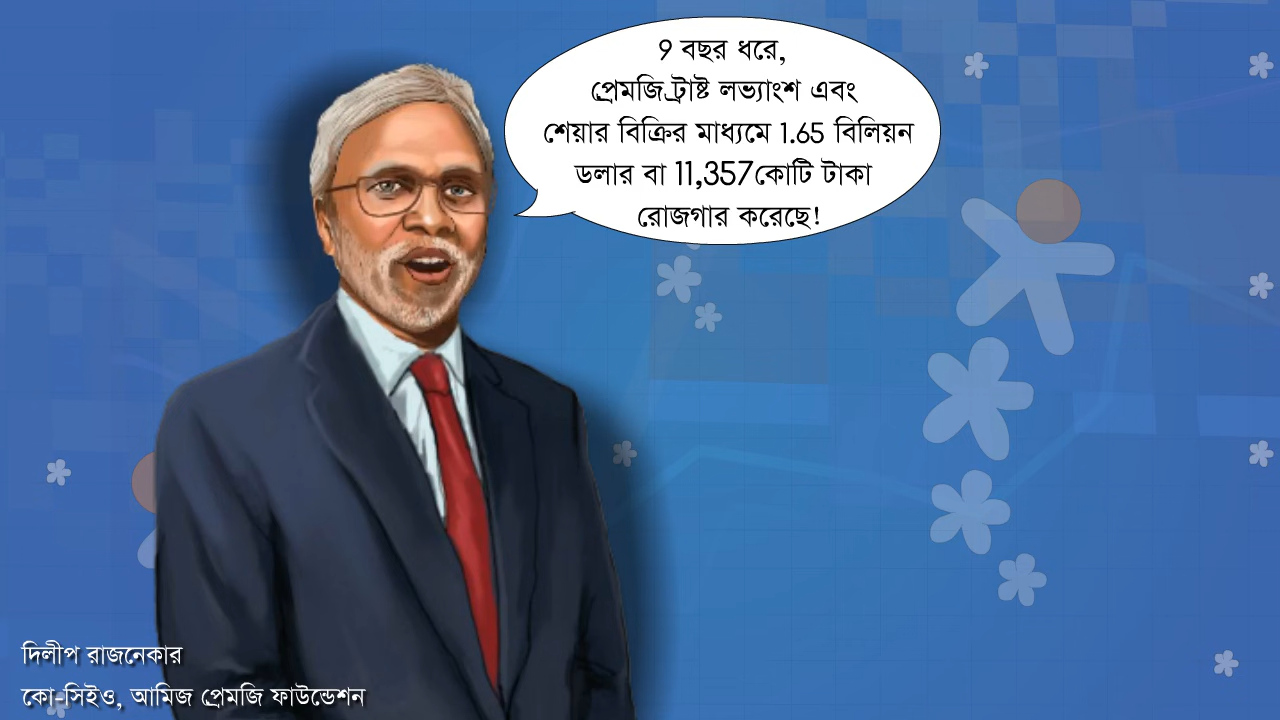 9 বছর ধরে,
প্রেমজি ট্রাষ্ট লভ্যাংশ এবং
শেয়ার বিক্রির মাধ্যমে 1.65 বিলিয়ন
ডলার বা 11,357কোটি টাকা
রোজগার করেছে!
দিলীপ রাজনেকার
কো-সিইও, আমিজ প্রেমজি ফাউন্ডেশন